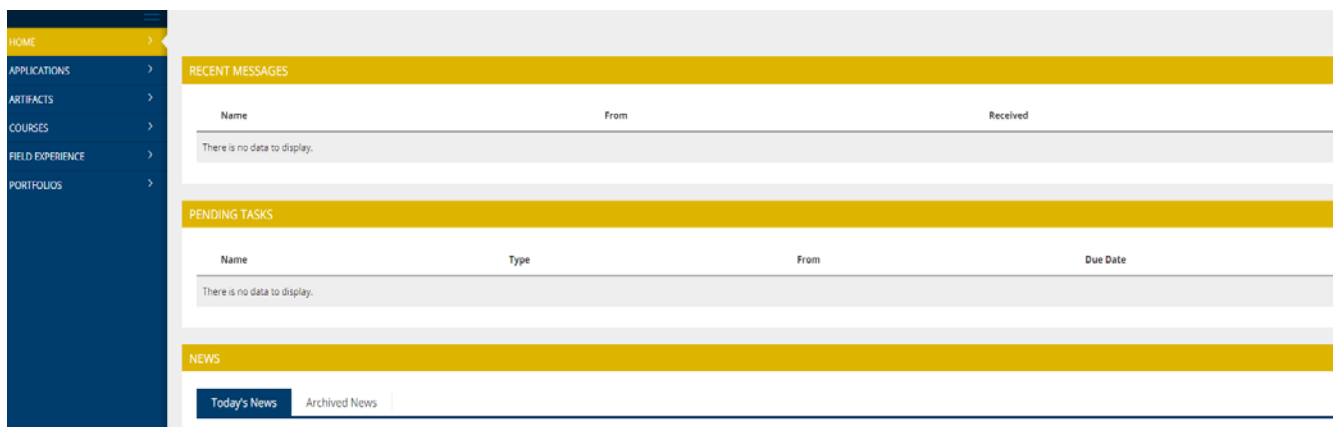 HOME
APPLICATIONS
ARTIFACTS
COURSES
FIELD EXPERIENCE
PORTFOLIOS
RECENT MESSAGES
Name From Received
There is no data to display.
PENDING TASKS
Name Type From Due Date
There is no data to display.
NEWS
Today's News Archived News